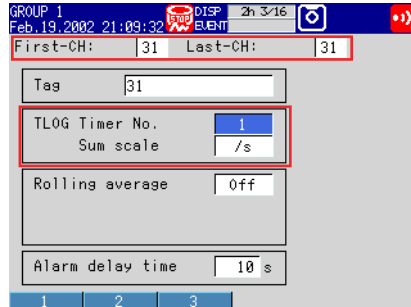 GROUP 1
Feb.19.2002 21:09:32
STOP
DISP 2h 3/16
EVENT
First-CH: 31 Last-CH: 31
Tag 31
TLOG Timer No. 1
Sum scale /s
Rolling average Off
Alarm delay time 10 s
1 2 3